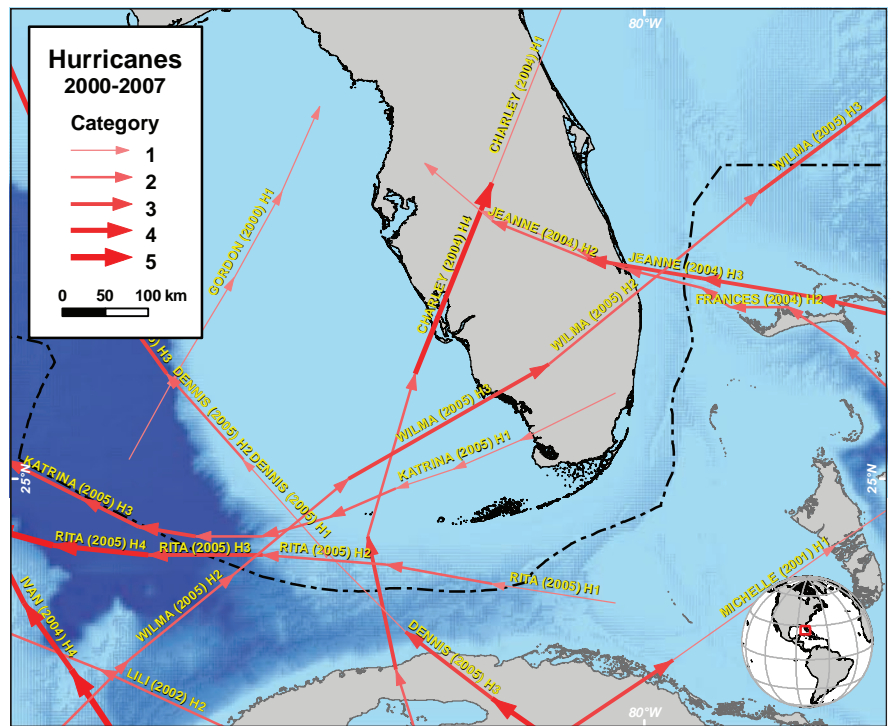 Hurricanes
2000-2007
Category
1
2
3
4
5
0 50 100 km
80°W
CHARLEY (2004) H1
WILMA (2005) H3
GORDON (2000) H1
JEANNE (2004) H2
CHARLEY (2004) H4
JEANNE (2004) H3
FRANCES (2004) H2
WILMA (2005) H2
H3
DENNIS (2005) H2
WILMA (2005) H3
DENNIS (2005) H1
KATRINA (2005) H1
25°N
25°N
KATRINA (2005) H3
RITA (2005) H4
RITA (2005) H3
RITA (2005) H2
RITA (2005) H1
WILMA (2005) H2
MICHELLE (2001) H1
IVAN (2004) H4
LILI (2002) H2
DENNIS (2005) H3
80°W